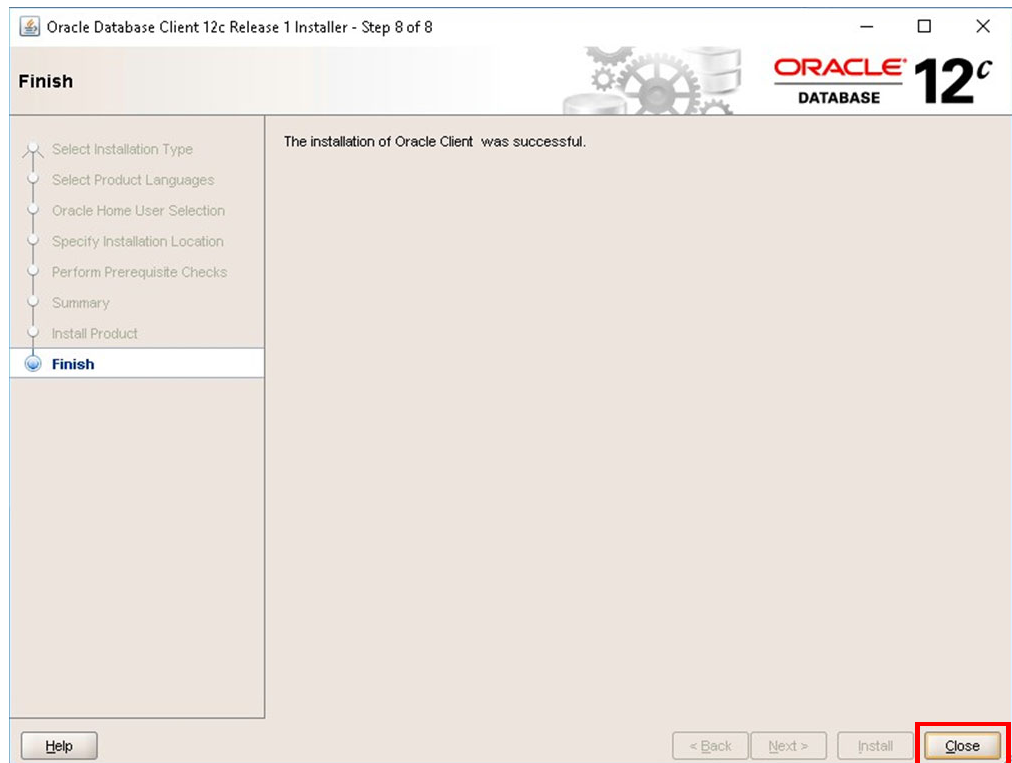 Oracle Database Client 12c Release 1 Installer - Step 8 of 8
Finish
ORACLE 12c
DATABASE
Select Installation Type
Select Product Languages
Oracle Home User Selection
Specify Installation Location
Perform Prerequisite Checks
Summary
Install Product
Finish
The installation of Oracle Client  was successful.
Help
< Back
Next >
Install
Close